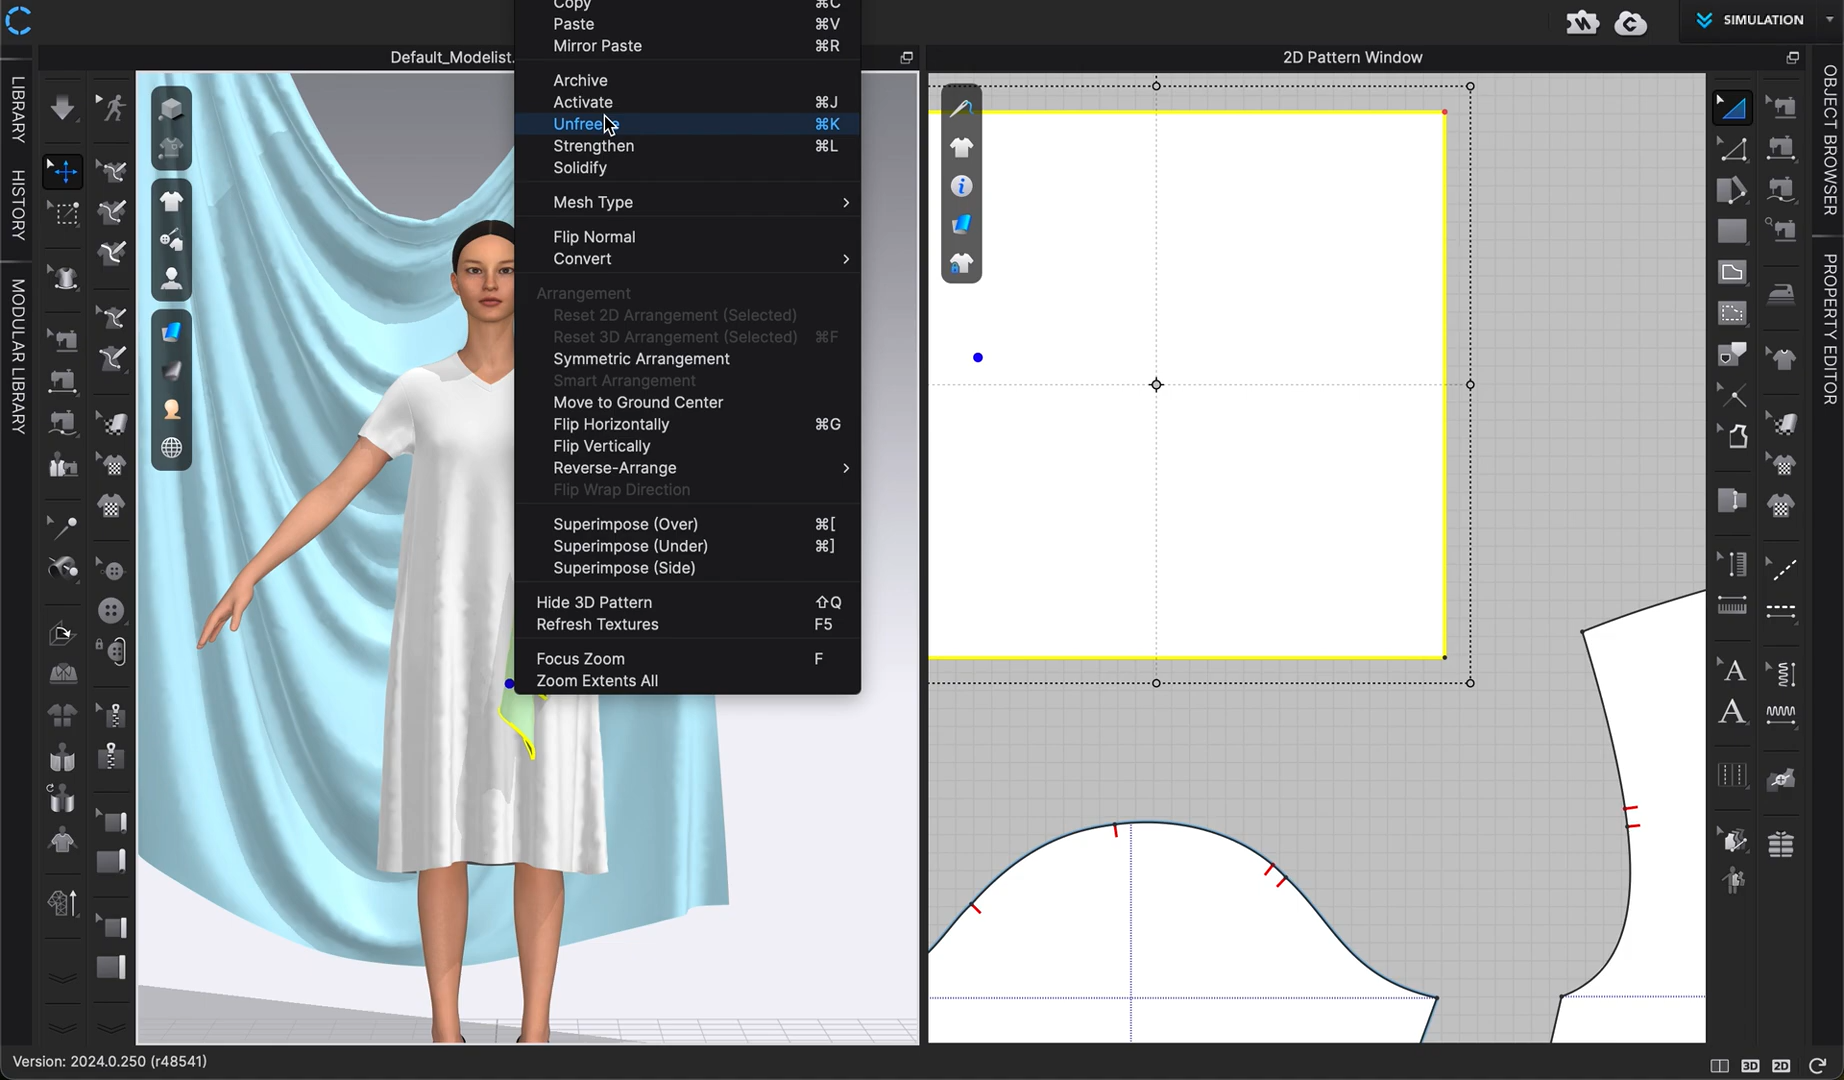 SIMULATION
Default_Modelist.
2D Pattern Window
LIBRARY
HISTORY
MODULAR LIBRARY
OBJECT BROWSER
PROPERTY EDITOR
Copy ⌘C
Paste ⌘V
Mirror Paste ⌘R
Archive
Activate ⌘J
Unfreeze ⌘K
Strengthen ⌘L
Solidify
Mesh Type
Flip Normal
Convert
Arrangement
Reset 2D Arrangement (Selected)
Reset 3D Arrangement (Selected) ⌘F
Symmetric Arrangement
Smart Arrangement
Move to Ground Center
Flip Horizontally ⌘G
Flip Vertically
Reverse-Arrange
Flip Wrap Direction
Superimpose (Over) ⌘[
Superimpose (Under) ⌘]
Superimpose (Side)
Hide 3D Pattern ⇧Q
Refresh Textures F5
Focus Zoom F
Zoom Extents All
A
A
Version: 2024.0.250 (r48541)
3D 2D